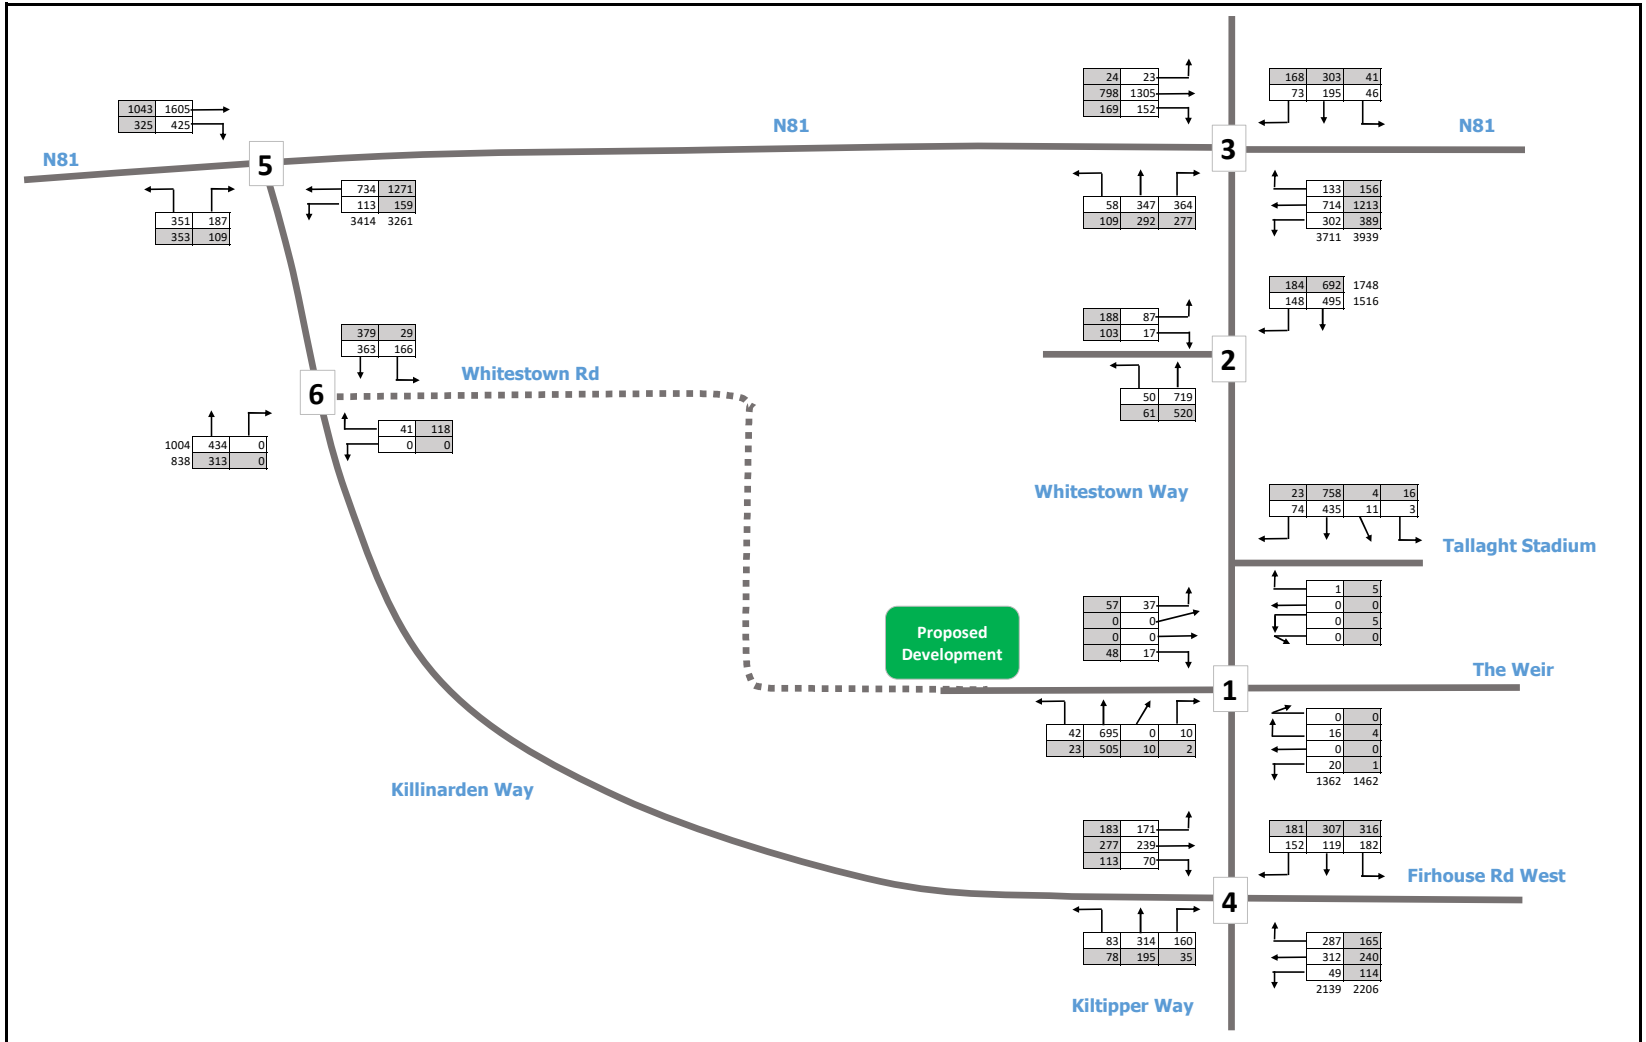 24 23
798 1305
169 152
168 303 41
73 195 46
1043 1605
325 425
N81
N81
N81
5
3
351 187
353 109
734 1271
113 159
3414 3261
58 347 364
109 292 277
133 156
714 1213
302 389
3711 3939
184 692 1748
148 495 1516
188 87
103 17
2
50 719
61 520
379 29
363 166
Whitestown Rd
6
1004 434 0
838 313 0
41 118
0 0
Whitestown Way
23 758 4 16
74 435 11 3
Tallaght Stadium
1 5
0 0
0 5
0 0
57 37
0 0
0 0
48 17
Proposed
Development
The Weir
1
42 695 0 10
23 505 10 2
0 0
16 4
0 0
20 1
1362 1462
Killinarden Way
183 171
277 239
113 70
181 307 316
152 119 182
Firhouse Rd West
4
83 314 160
78 195 35
287 165
312 240
49 114
2139 2206
Kiltipper Way